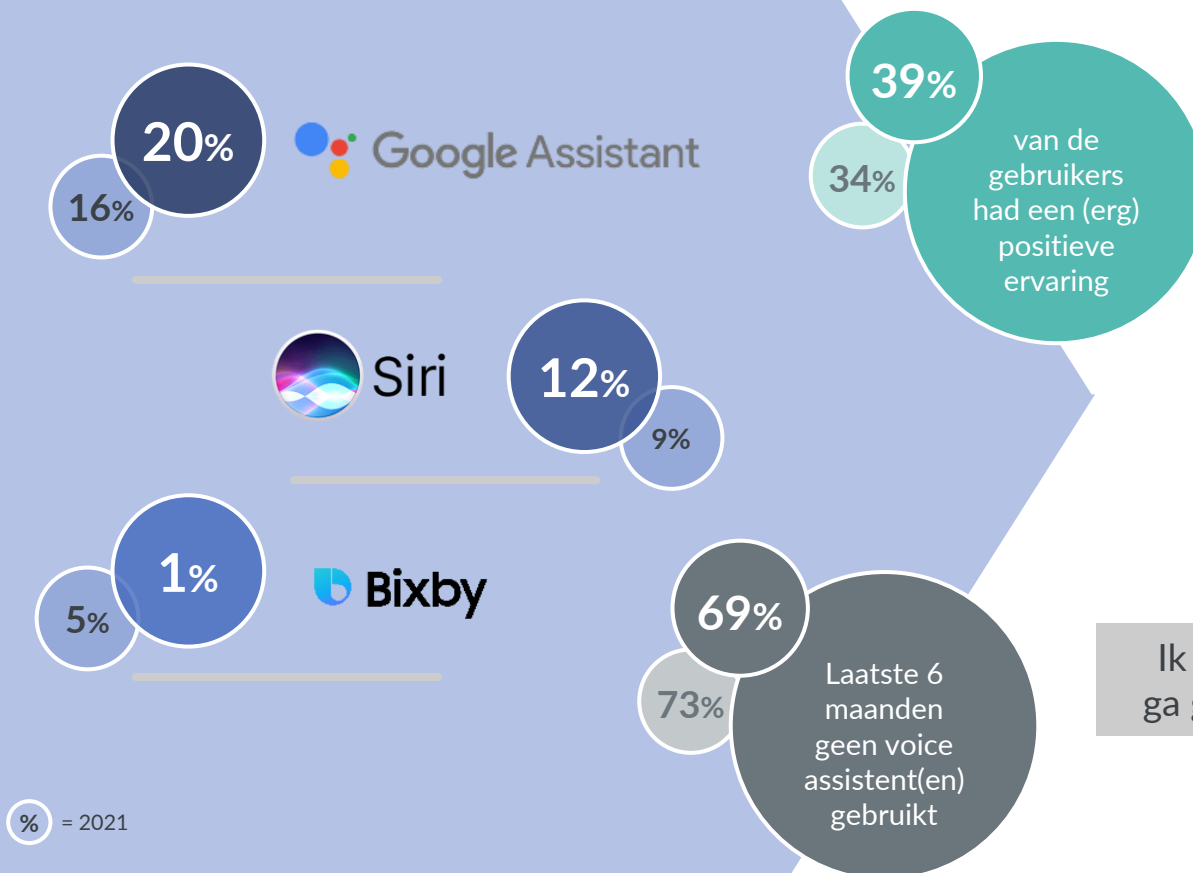 20%
16%
Google Assistant
39%
34%
van de
gebruikers
had een (erg)
positieve
ervaring
Siri
12%
9%
1%
5%
Bixby
69%
73%
Laatste 6
maanden
geen voice
assistent(en)
gebruikt
Ik
ga
% = 2021